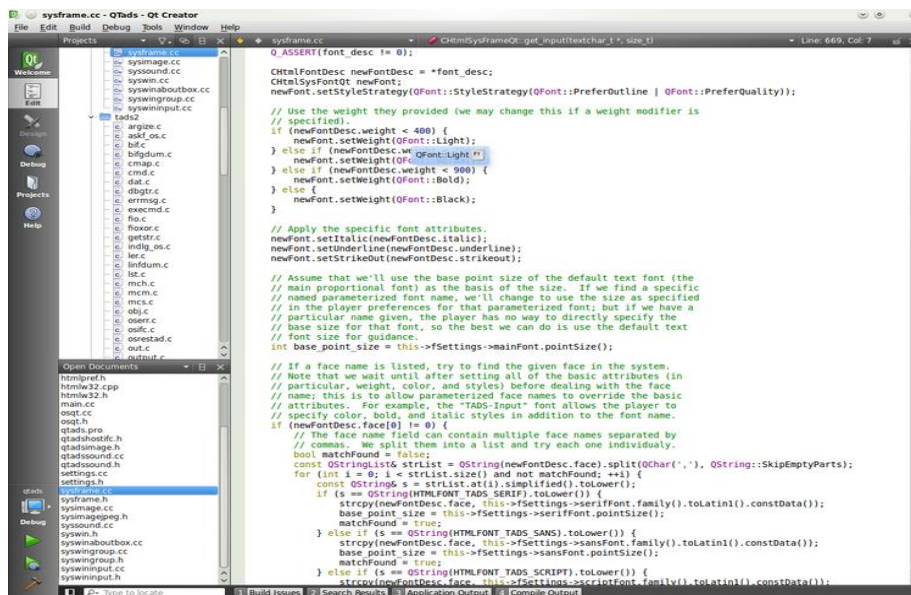 sysframe.cc - QTads - Qt Creator
File Edit Build Debug Tools Window Help
Projects
sysframe.cc
CHtmlSysFrameQt::get_input(textchar_t *, size_t)
Line: 669, Col: 7
Welcome
Edit
Design
Debug
Projects
Help
qtads
Debug
sysframe.cc
sysimage.cc
syssound.cc
syswin.cc
syswinaboutbox.cc
syswingroup.cc
syswininput.cc
tads2
argize.c
askf_os.c
bif.c
bifgdum.c
cmap.c
cmd.c
dat.c
dbgtr.c
errmsg.c
execmd.c
fio.c
fioxor.c
getstr.c
indlg_os.c
ler.c
linfdum.c
lst.c
mch.c
mcm.c
mcs.c
obj.c
oserr.c
osifc.c
osrestad.c
out.c
output.c
Open Documents
htmlpref.h
htmlw32.cpp
htmlw32.h
main.cc
osqt.cc
osqt.h
qtads.pro
qtadshostifc.h
qtadsimage.h
qtadssound.cc
qtadssound.h
settings.cc
settings.h
sysframe.cc
sysframe.h
sysimage.cc
sysimagejpeg.h
syssound.cc
syswin.h
syswinaboutbox.cc
syswingroup.h
syswininput.cc
syswininput.h
Q_ASSERT(font_desc != 0);
CHtmlFontDesc newFontDesc = *font_desc;
CHtmlSysFontQt newFont;
newFont.setStyleStrategy(QFont::StyleStrategy(QFont::PreferOutline | QFont::PreferQuality));
// Use the weight they provided (we may change this if a weight modifier is
// specified).
if (newFontDesc.weight < 400) {
newFont.setWeight(QFont::Light);
} else if (newFontDesc.we
QFont::Light
newFont.setWeight(QFo
} else if (newFontDesc.weight < 900) {
newFont.setWeight(QFont::Bold);
} else {
newFont.setWeight(QFont::Black);
}
// Apply the specific font attributes.
newFont.setItalic(newFontDesc.italic);
newFont.setUnderline(newFontDesc.underline);
newFont.setStrikeOut(newFontDesc.strikeout);
// Assume that we'll use the base point size of the default text font (the
// main proportional font) as the basis of the size. If we find a specific
// named parameterized font name, we'll change to use the size as specified
// in the player preferences for that parameterized font; but if we have a
// particular name given, the player has no way to directly specify the
// base size for that font, so the best we can do is use the default text
// font size for guidance.
int base_point_size = this->fSettings->mainFont.pointSize();
// If a face name is listed, try to find the given face in the system.
// Note that we wait until after setting all of the basic attributes (in
// particular, weight, color, and styles) before dealing with the face
// name; this is to allow parameterized face names to override the basic
// attributes. For example, the "TADS-Input" font allows the player to
// specify color, bold, and italic styles in addition to the font name.
if (newFontDesc.face[0] != 0) {
// The face name field can contain multiple face names separated by
// commas. We split them into a list and try each one individualy.
bool matchFound = false;
const QStringList& strList = QString(newFontDesc.face).split(QChar(','), QString::SkipEmptyParts);
for (int i = 0; i < strList.size() and not matchFound; ++i) {
const QString& s = strList.at(i).simplified().toLower();
if (s == QString(HTMLFONT_TADS_SERIF).toLower()) {
strcpy(newFontDesc.face, this->fSettings->serifFont.family().toLatin1().constData());
base_point_size = this->fSettings->serifFont.pointSize();
matchFound = true;
} else if (s == QString(HTMLFONT_TADS_SANS).toLower()) {
strcpy(newFontDesc.face, this->fSettings->sansFont.family().toLatin1().constData());
base_point_size = this->fSettings->sansFont.pointSize();
matchFound = true;
} else if (s == QString(HTMLFONT_TADS_SCRIPT).toLower()) {
strcpy(newFontDesc.face, this->fSettings->scriptFont.family().toLatin1().constData());
Type to locate
1 Build Issues 2 Search Results 3 Application Output 4 Compile Output